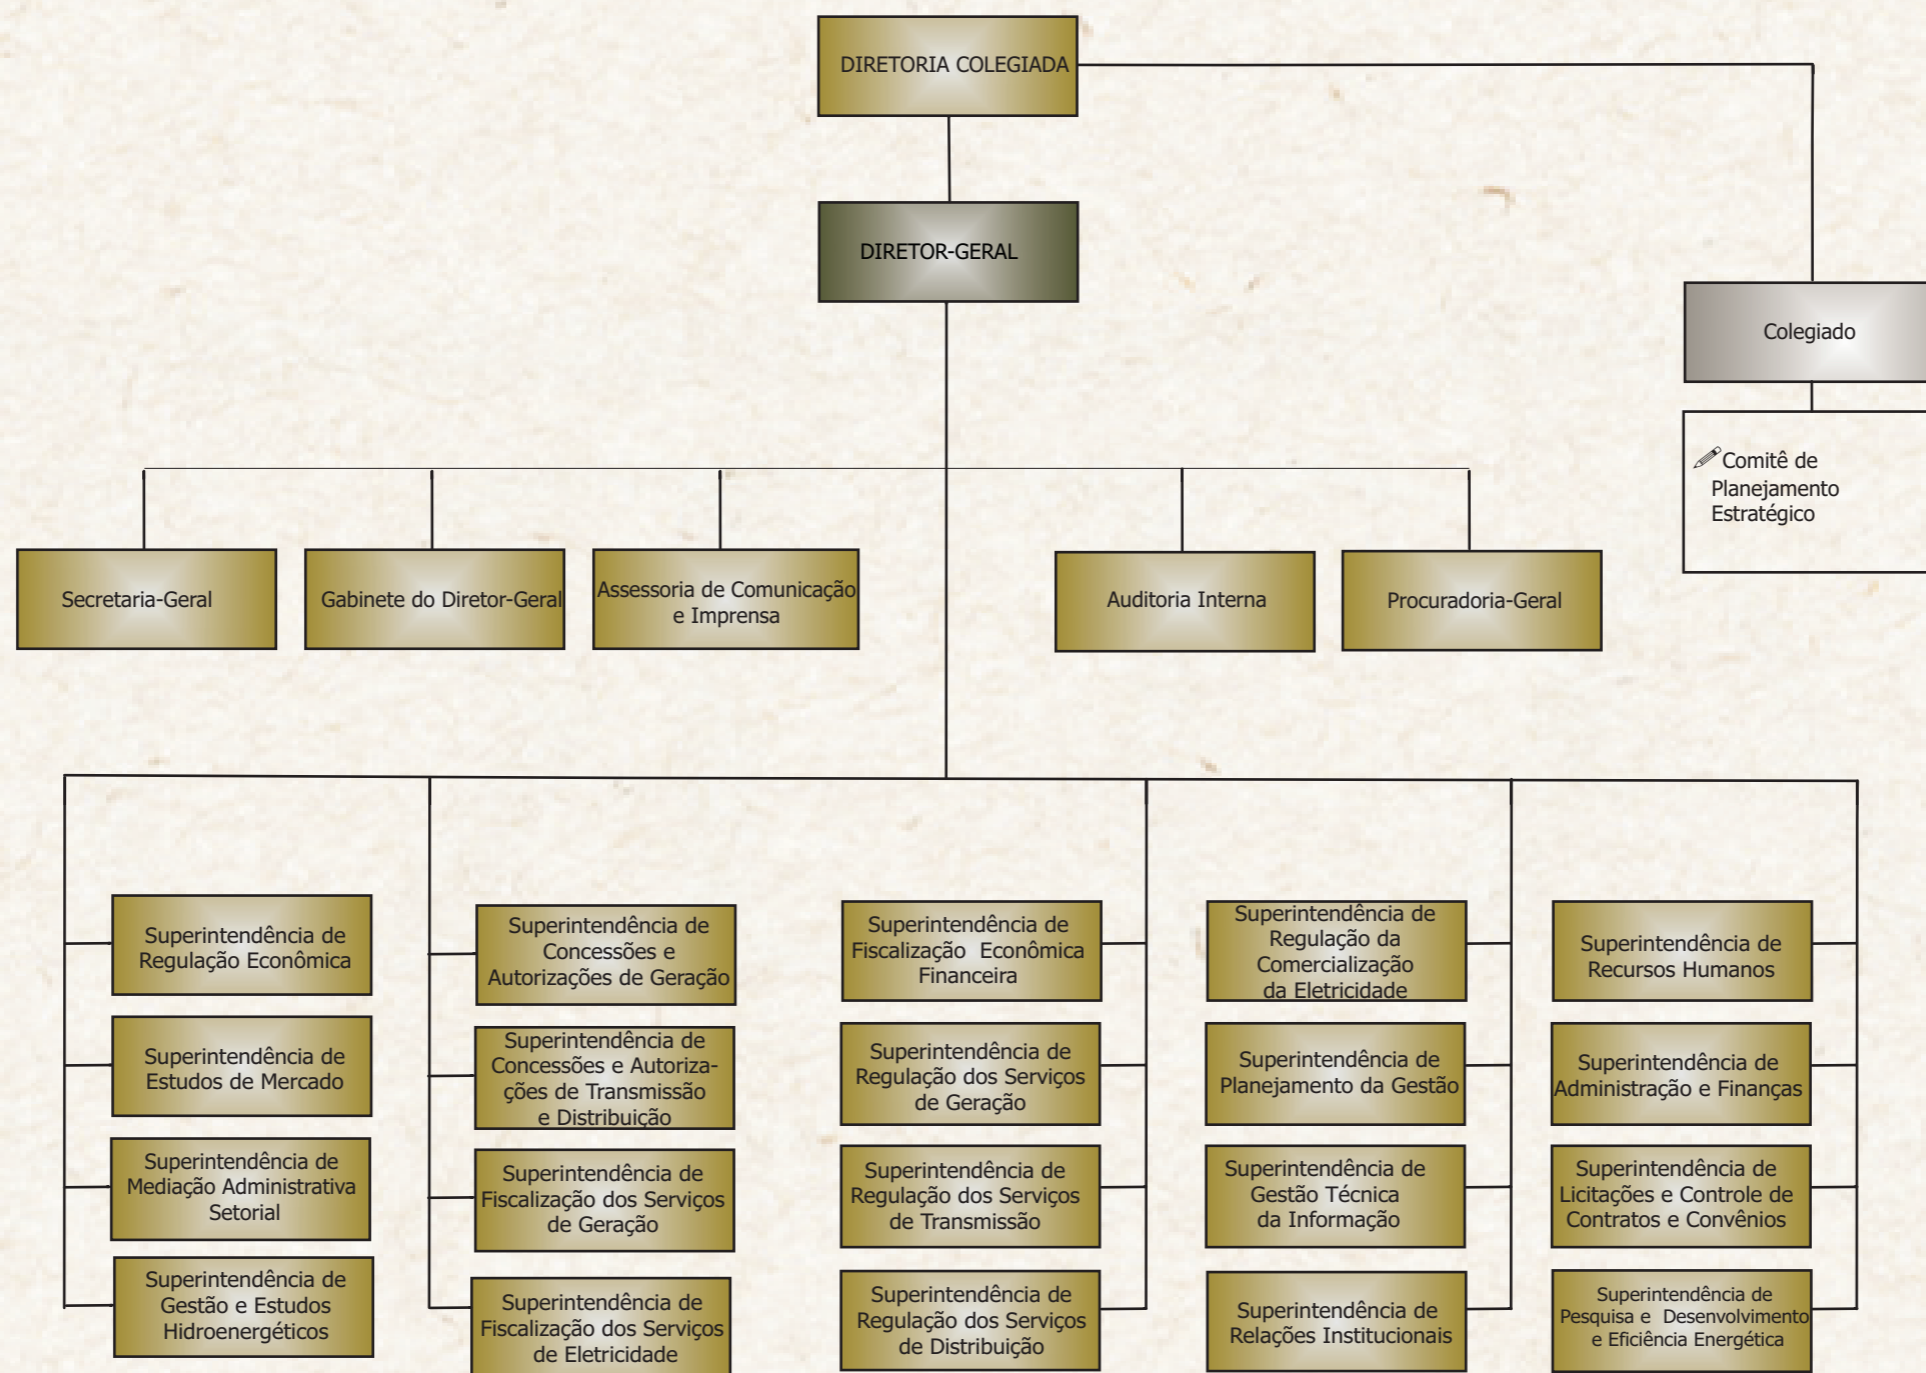 DIRETORIA COLEGIADA
DIRETOR-GERAL
Colegiado
Comitê de
Planejamento
Estratégico
Secretaria-Geral
Gabinete do Diretor-Geral
Assessoria de Comunicação
e Imprensa
Auditoria Interna
Procuradoria-Geral
Superintendência de
Regulação Econômica
Superintendência de
Estudos de Mercado
Superintendência de
Mediação Administrativa
Setorial
Superintendência de
Gestão e Estudos
Hidroenergéticos
Superintendência de
Concessões e
Autorizações de Geração
Superintendência de
Concessões e Autoriza-
ções de Transmissão
e Distribuição
Superintendência de
Fiscalização dos Serviços
de Geração
Superintendência de
Fiscalização dos Serviços
de Eletricidade
Superintendência de
Fiscalização Econômica
Financeira
Superintendência de
Regulação dos Serviços
de Geração
Superintendência de
Regulação dos Serviços
de Transmissão
Superintendência de
Regulação dos Serviços
de Distribuição
Superintendência de
Regulação da
Comercialização
da Eletricidade
Superintendência de
Planejamento da Gestão
Superintendência de
Gestão Técnica
da Informação
Superintendência de
Relações Institucionais
Superintendência de
Recursos Humanos
Superintendência de
Administração e Finanças
Superintendência de
Licitações e Controle de
Contratos e Convênios
Superintendência de
Pesquisa e Desenvolvimento
e Eficiência Energética